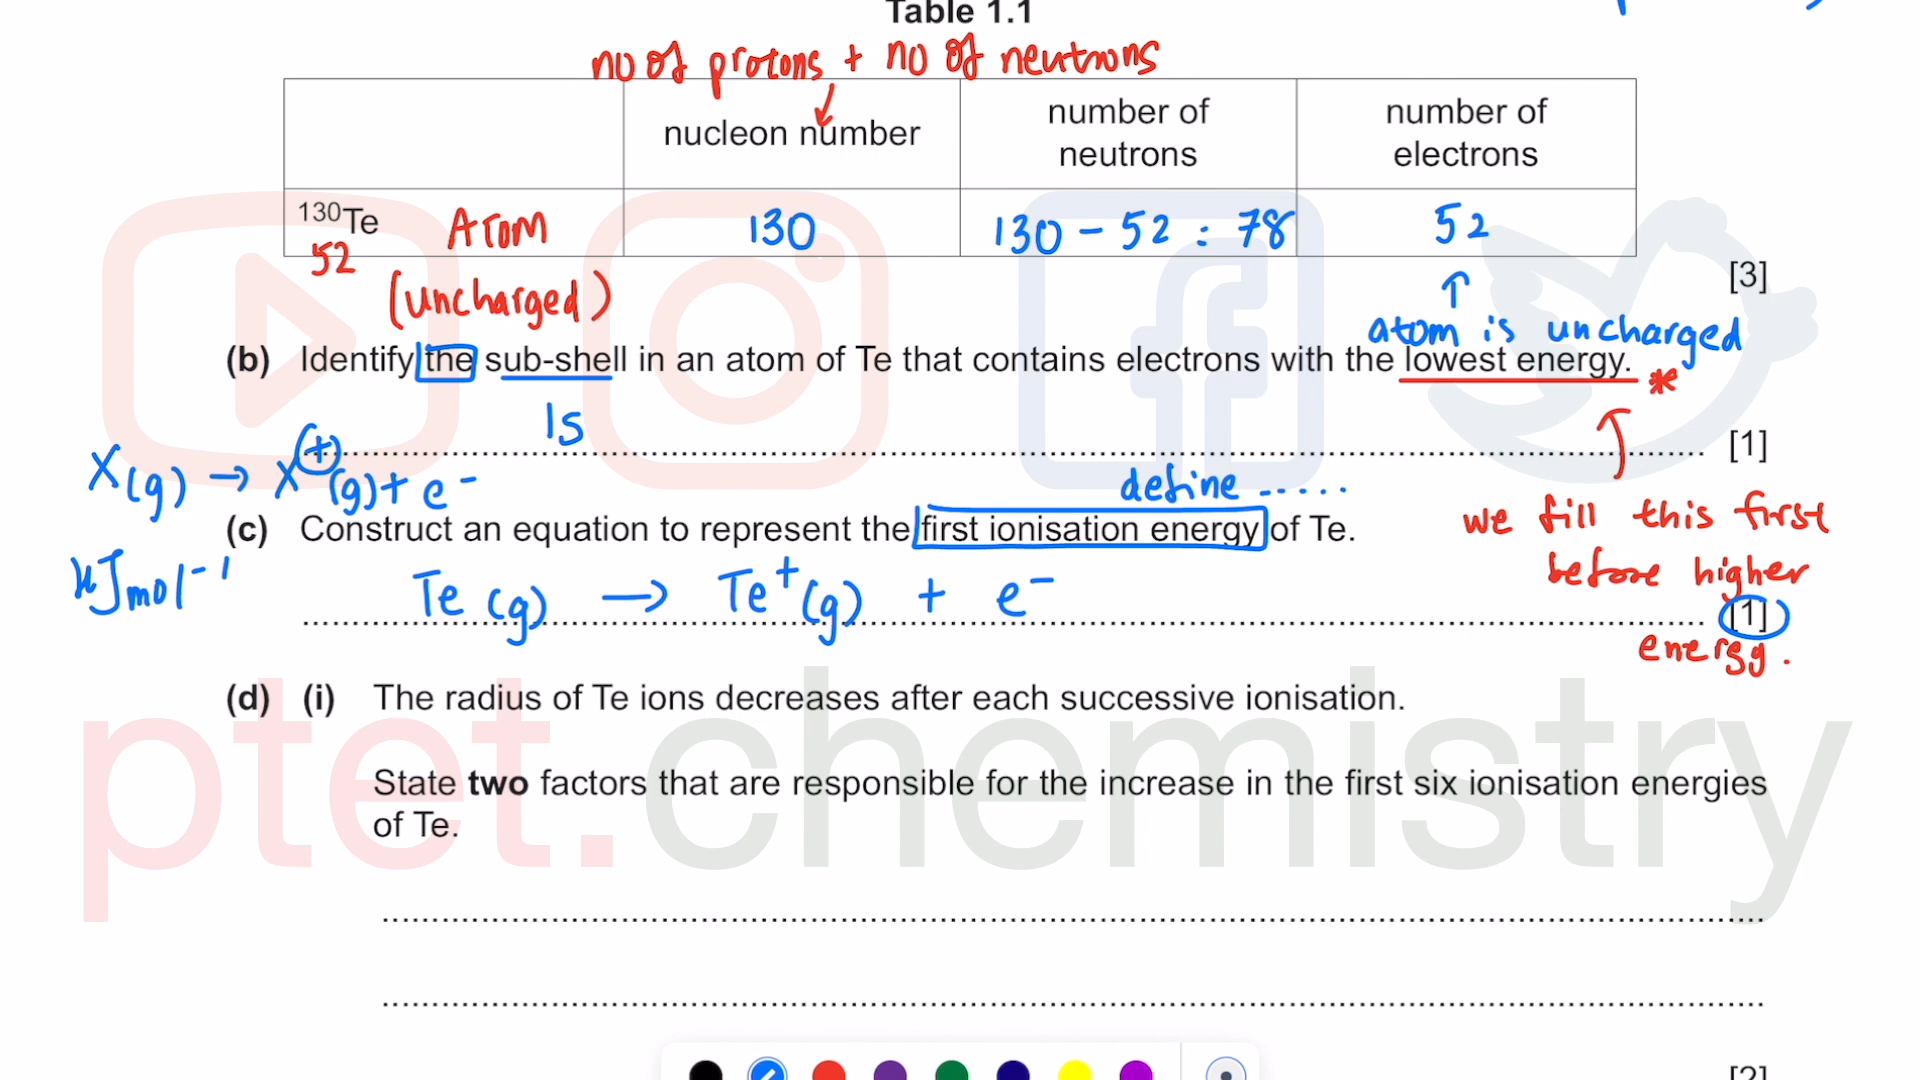 Table 1.1
no of protons + no of neutrons
nucleon number
number of neutrons
number of electrons
130Te
52
Atom
(uncharged)
130
130 - 52 : 78
52
[3]
atom is uncharged
(b) Identify the sub-shell in an atom of Te that contains electrons with the lowest energy. *
1s
[1]
X(g) → X+(g) + e-
define ......
we fill this first
before higher
energy.
(c) Construct an equation to represent the first ionisation energy of Te.
kJmol-1
Te (g) → Te+(g) + e-
[1]
(d) (i) The radius of Te ions decreases after each successive ionisation.
State two factors that are responsible for the increase in the first six ionisation energies
of Te.
ptet.chemistry
[2]